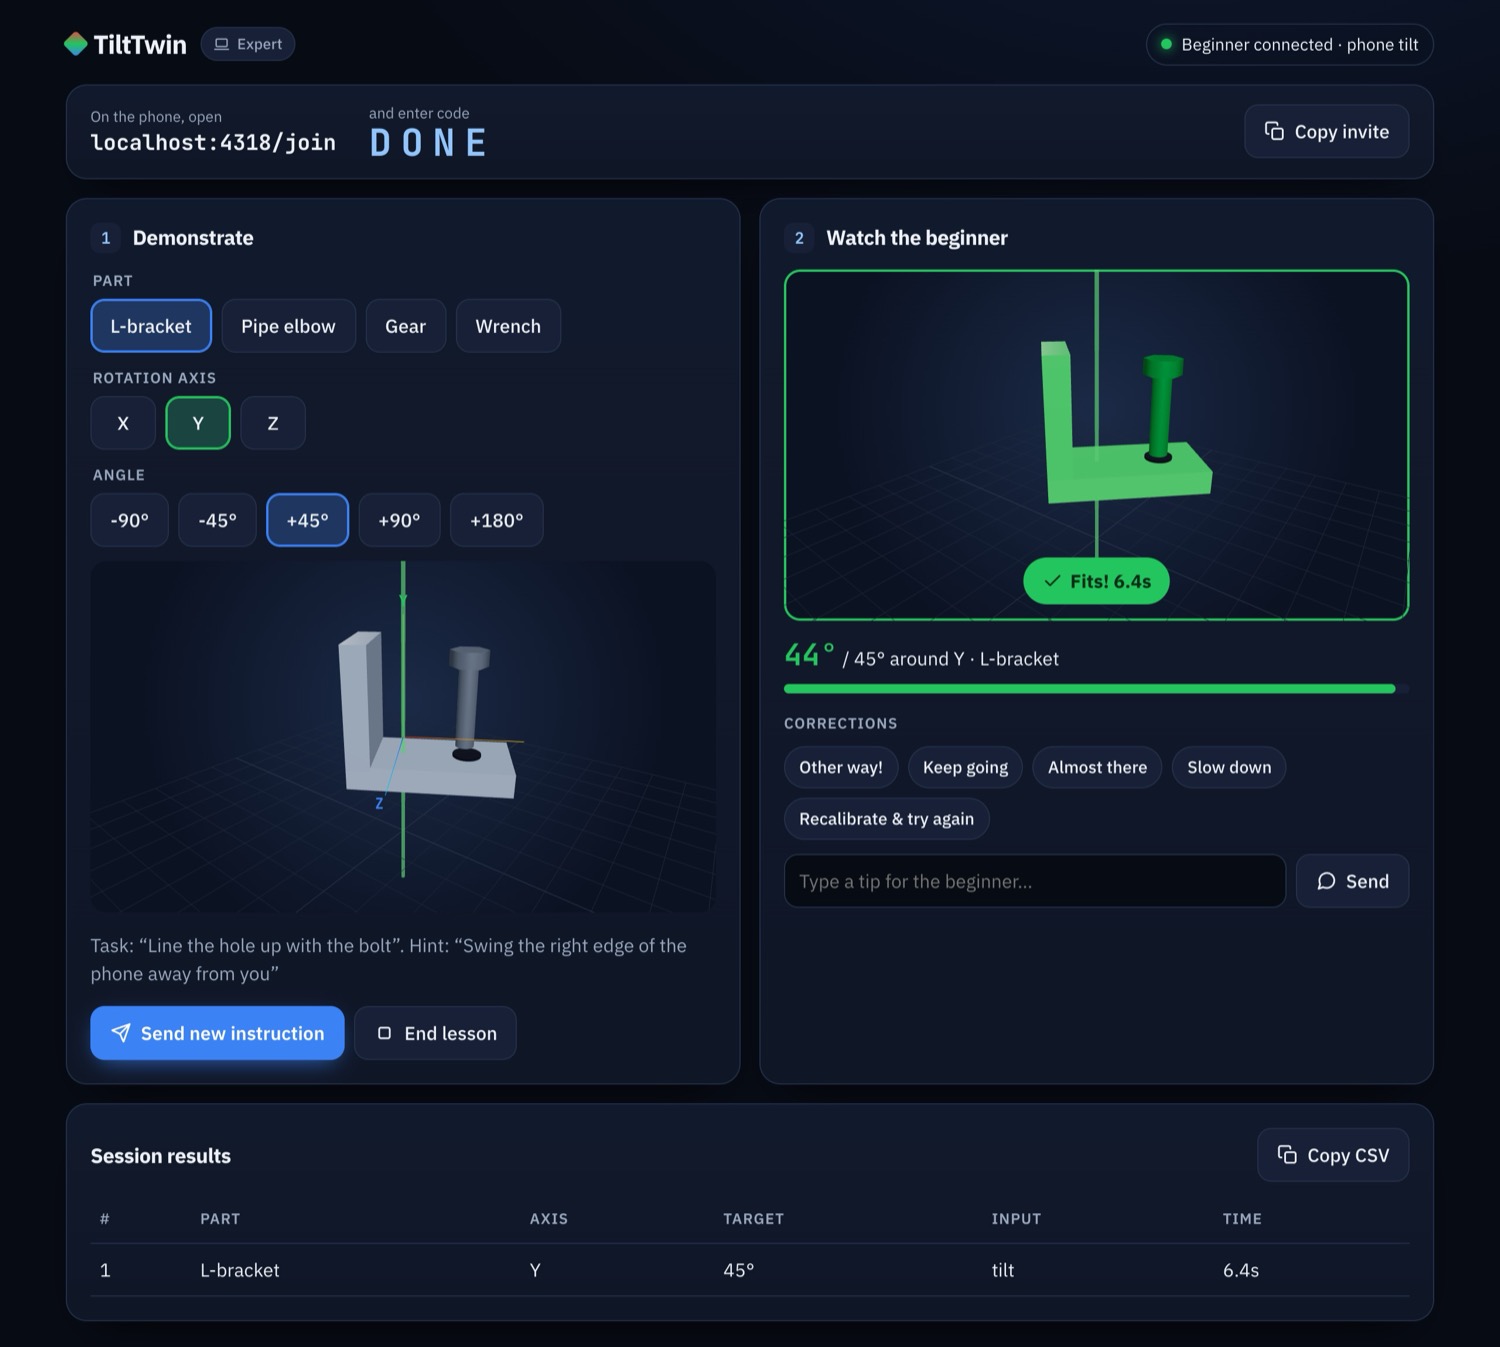 TiltTwin
Expert
Beginner connected · phone tilt
On the phone, open
localhost:4318/join
and enter code
DONE
Copy invite
1 Demonstrate
PART
L-bracket
Pipe elbow
Gear
Wrench
ROTATION AXIS
X
Y
Z
ANGLE
-90°
-45°
+45°
+90°
+180°
Z
Task: “Line the hole up with the bolt”. Hint: “Swing the right edge of the
phone away from you”
Send new instruction
End lesson
2 Watch the beginner
Fits! 6.4s
44° / 45° around Y · L-bracket
CORRECTIONS
Other way!
Keep going
Almost there
Slow down
Recalibrate & try again
Type a tip for the beginner...
Send
Session results
Copy CSV
# PART AXIS TARGET INPUT TIME
1 L-bracket Y 45° tilt 6.4s